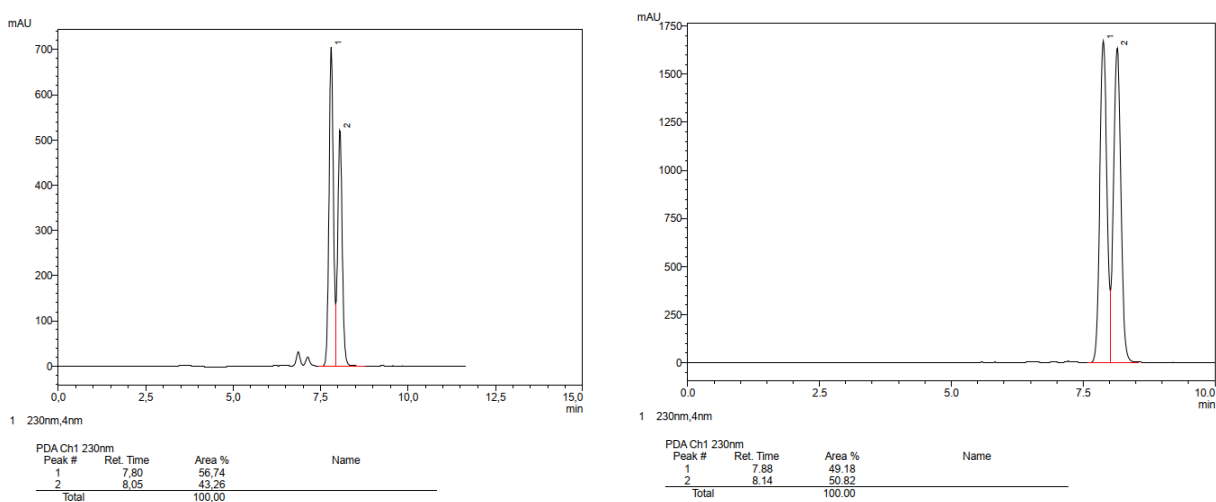 mAU
700
600
500
400
300
200
100
0
1
2
0,0 2,5 5,0 7,5 10,0 12,5 15,0
min
1 230nm,4nm
PDA Ch1 230nm
Peak # Ret. Time Area % Name
1 7,80 56,74
2 8,05 43,26
Total 100,00
mAU
1750
1500
1250
1000
750
500
250
0
1
2
0.0 2.5 5.0 7.5 10.0
min
1 230nm,4nm
PDA Ch1 230nm
Peak # Ret. Time Area % Name
1 7.88 49.18
2 8.14 50.82
Total 100.00